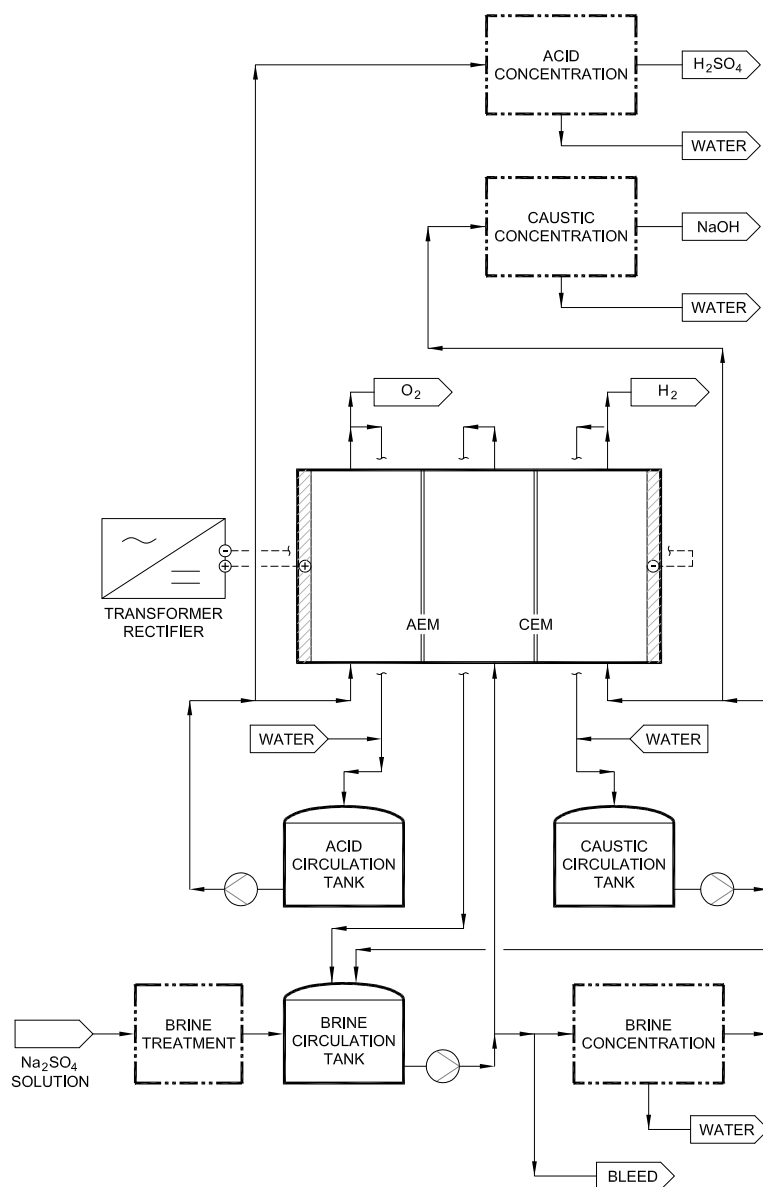 ACID
CONCENTRATION
H₂SO₄
WATER
CAUSTIC
CONCENTRATION
NaOH
WATER
O₂
H₂
-
+
+
-
TRANSFORMER
RECTIFIER
AEM
CEM
WATER
WATER
ACID
CIRCULATION
TANK
CAUSTIC
CIRCULATION
TANK
BRINE
TREATMENT
BRINE
CIRCULATION
TANK
BRINE
CONCENTRATION
Na₂SO₄
SOLUTION
WATER
BLEED